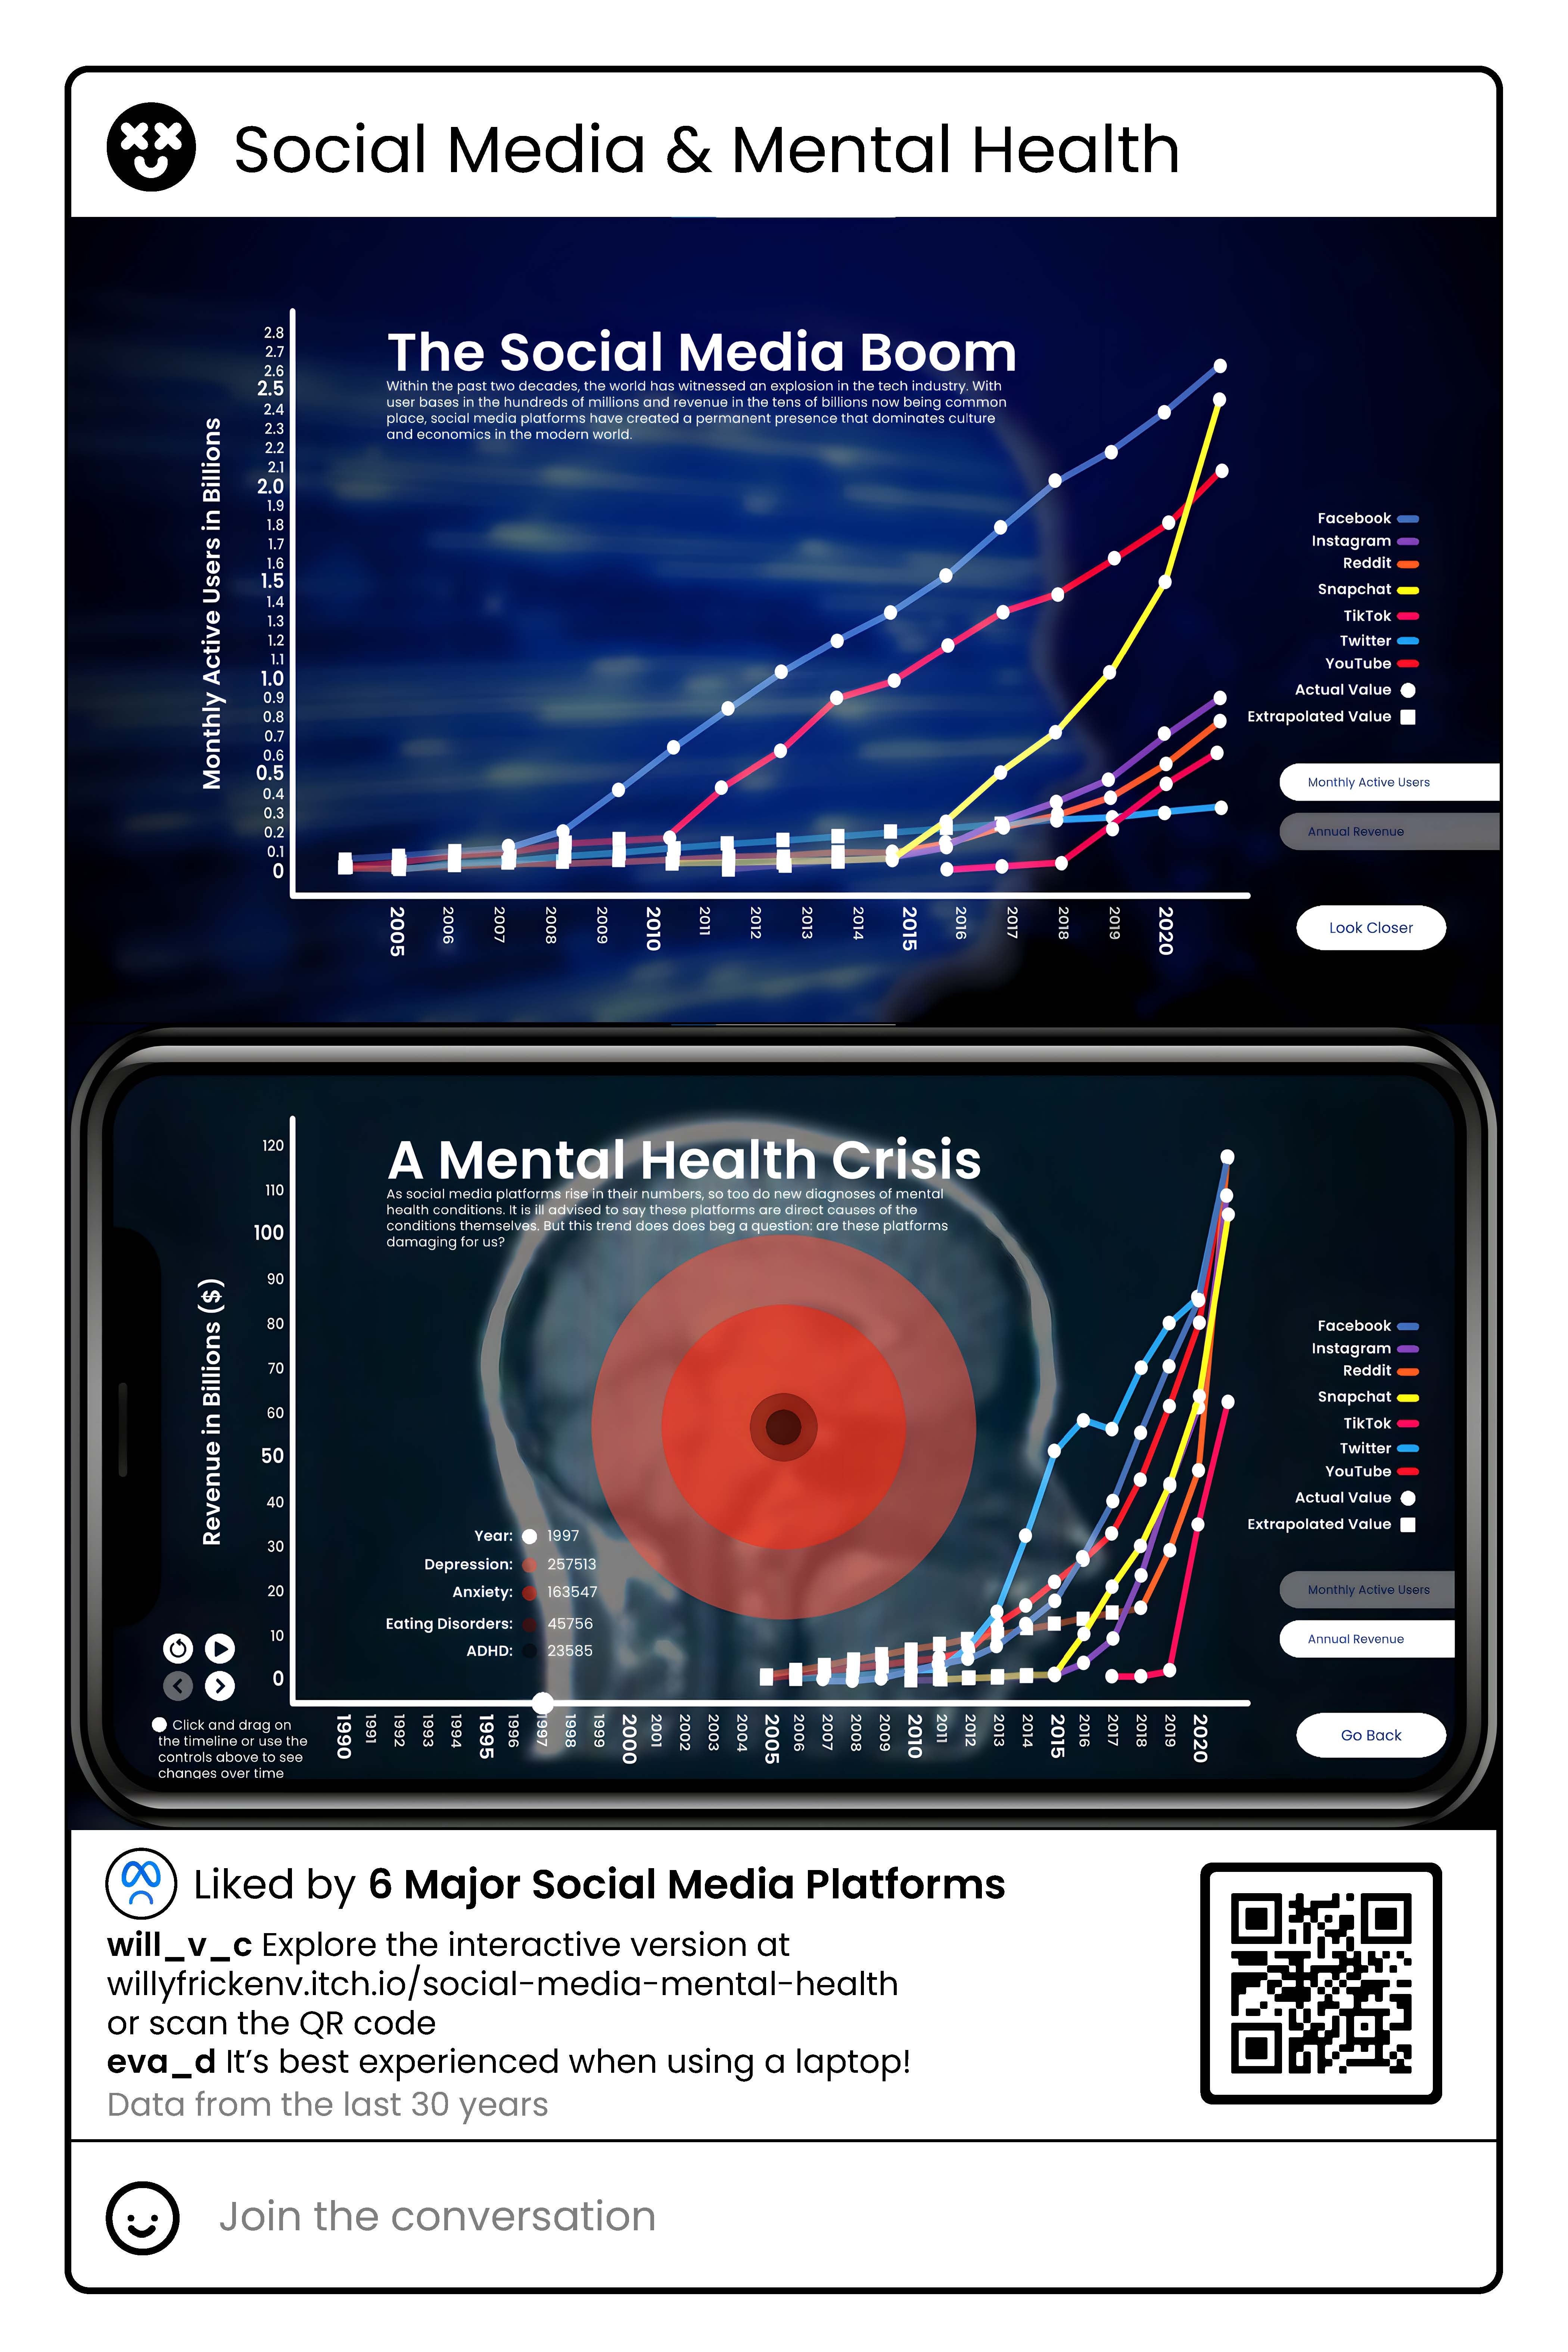 Social Media & Mental Health
The Social Media Boom
Within the past two decades, the world has witnessed an explosion in the tech industry. With
user bases in the hundreds of millions and revenue in the tens of billions now being common
place, social media platforms have created a permanent presence that dominates culture
and economics in the modern world.
Monthly Active Users in Billions
2.8
2.7
2.6
2.5
2.4
2.3
2.2
2.1
2.0
1.9
1.8
1.7
1.6
1.5
1.4
1.3
1.2
1.1
1.0
0.9
0.8
0.7
0.6
0.5
0.4
0.3
0.2
0.1
0
2005 2006 2007 2008 2009 2010 2011 2012 2013 2014 2015 2016 2017 2018 2019 2020
Facebook
Instagram
Reddit
Snapchat
TikTok
Twitter
YouTube
Actual Value
Extrapolated Value
Monthly Active Users
Annual Revenue
Look Closer
A Mental Health Crisis
As social media platforms rise in their numbers, so too do new diagnoses of mental
health conditions. It is ill advised to say these platforms are direct causes of the
conditions themselves. But this trend does does beg a question: are these platforms
damaging for us?
Revenue in Billions ($)
120
110
100
90
80
70
60
50
40
30
20
10
0
Year: 1997
Depression: 257513
Anxiety: 163547
Eating Disorders: 45756
ADHD: 23585
1990 1991 1992 1993 1994 1995 1996 1997 1998 1999 2000 2001 2002 2003 2004 2005 2006 2007 2008 2009 2010 2011 2012 2013 2014 2015 2016 2017 2018 2019 2020
Click and drag on
the timeline or use the
controls above to see
changes over time
Facebook
Instagram
Reddit
Snapchat
TikTok
Twitter
YouTube
Actual Value
Extrapolated Value
Monthly Active Users
Annual Revenue
Go Back
Liked by 6 Major Social Media Platforms
will_v_c Explore the interactive version at
willyfrickenv.itch.io/social-media-mental-health
or scan the QR code
eva_d It’s best experienced when using a laptop!
Data from the last 30 years
Join the conversation